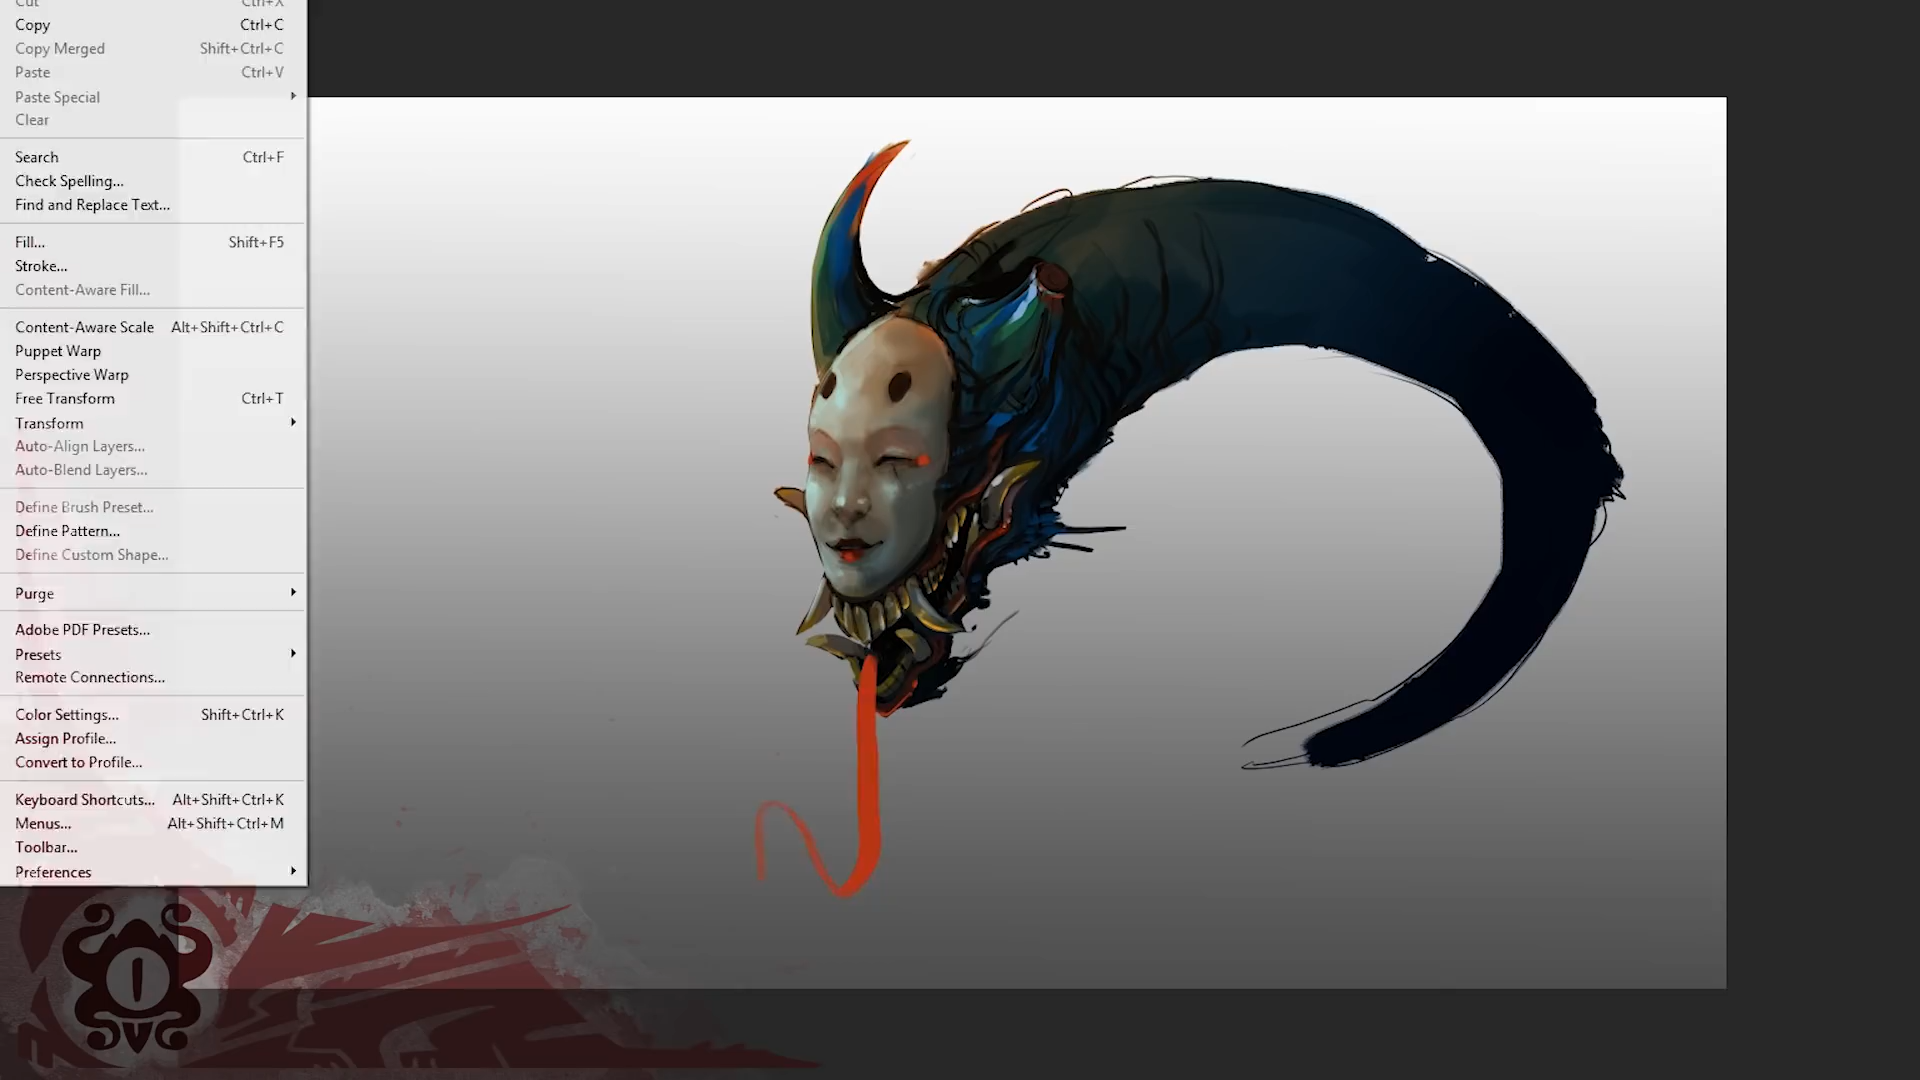 Cut Ctrl+X
Copy Ctrl+C
Copy Merged Shift+Ctrl+C
Paste Ctrl+V
Paste Special
Clear
Search Ctrl+F
Check Spelling...
Find and Replace Text...
Fill... Shift+F5
Stroke...
Content-Aware Fill...
Content-Aware Scale Alt+Shift+Ctrl+C
Puppet Warp
Perspective Warp
Free Transform Ctrl+T
Transform
Auto-Align Layers...
Auto-Blend Layers...
Define Brush Preset...
Define Pattern...
Define Custom Shape...
Purge
Adobe PDF Presets...
Presets
Remote Connections...
Color Settings... Shift+Ctrl+K
Assign Profile...
Convert to Profile...
Keyboard Shortcuts... Alt+Shift+Ctrl+K
Menus... Alt+Shift+Ctrl+M
Toolbar...
Preferences